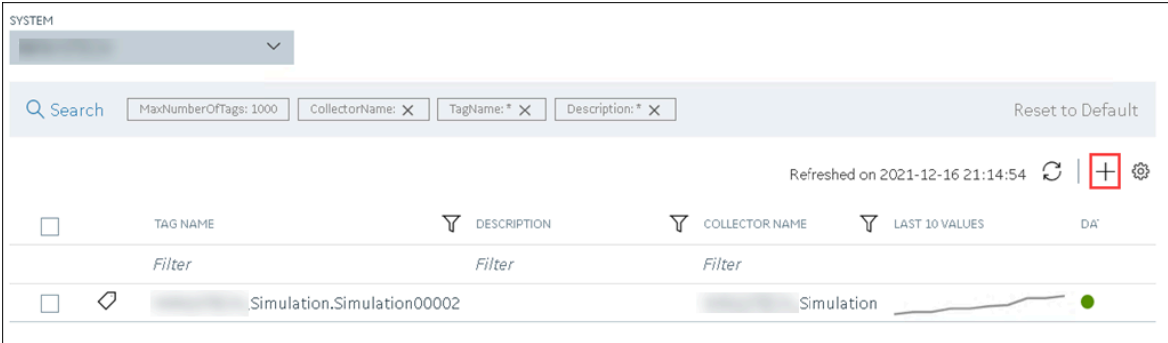 SYSTEM
Search MaxNumberOfTags: 1000 CollectorName: TagName: * Description: * Reset to Default
Refreshed on 2021-12-16 21:14:54
TAG NAME DESCRIPTION COLLECTOR NAME LAST 10 VALUES DA
Filter Filter Filter
.Simulation.Simulation00002 _Simulation